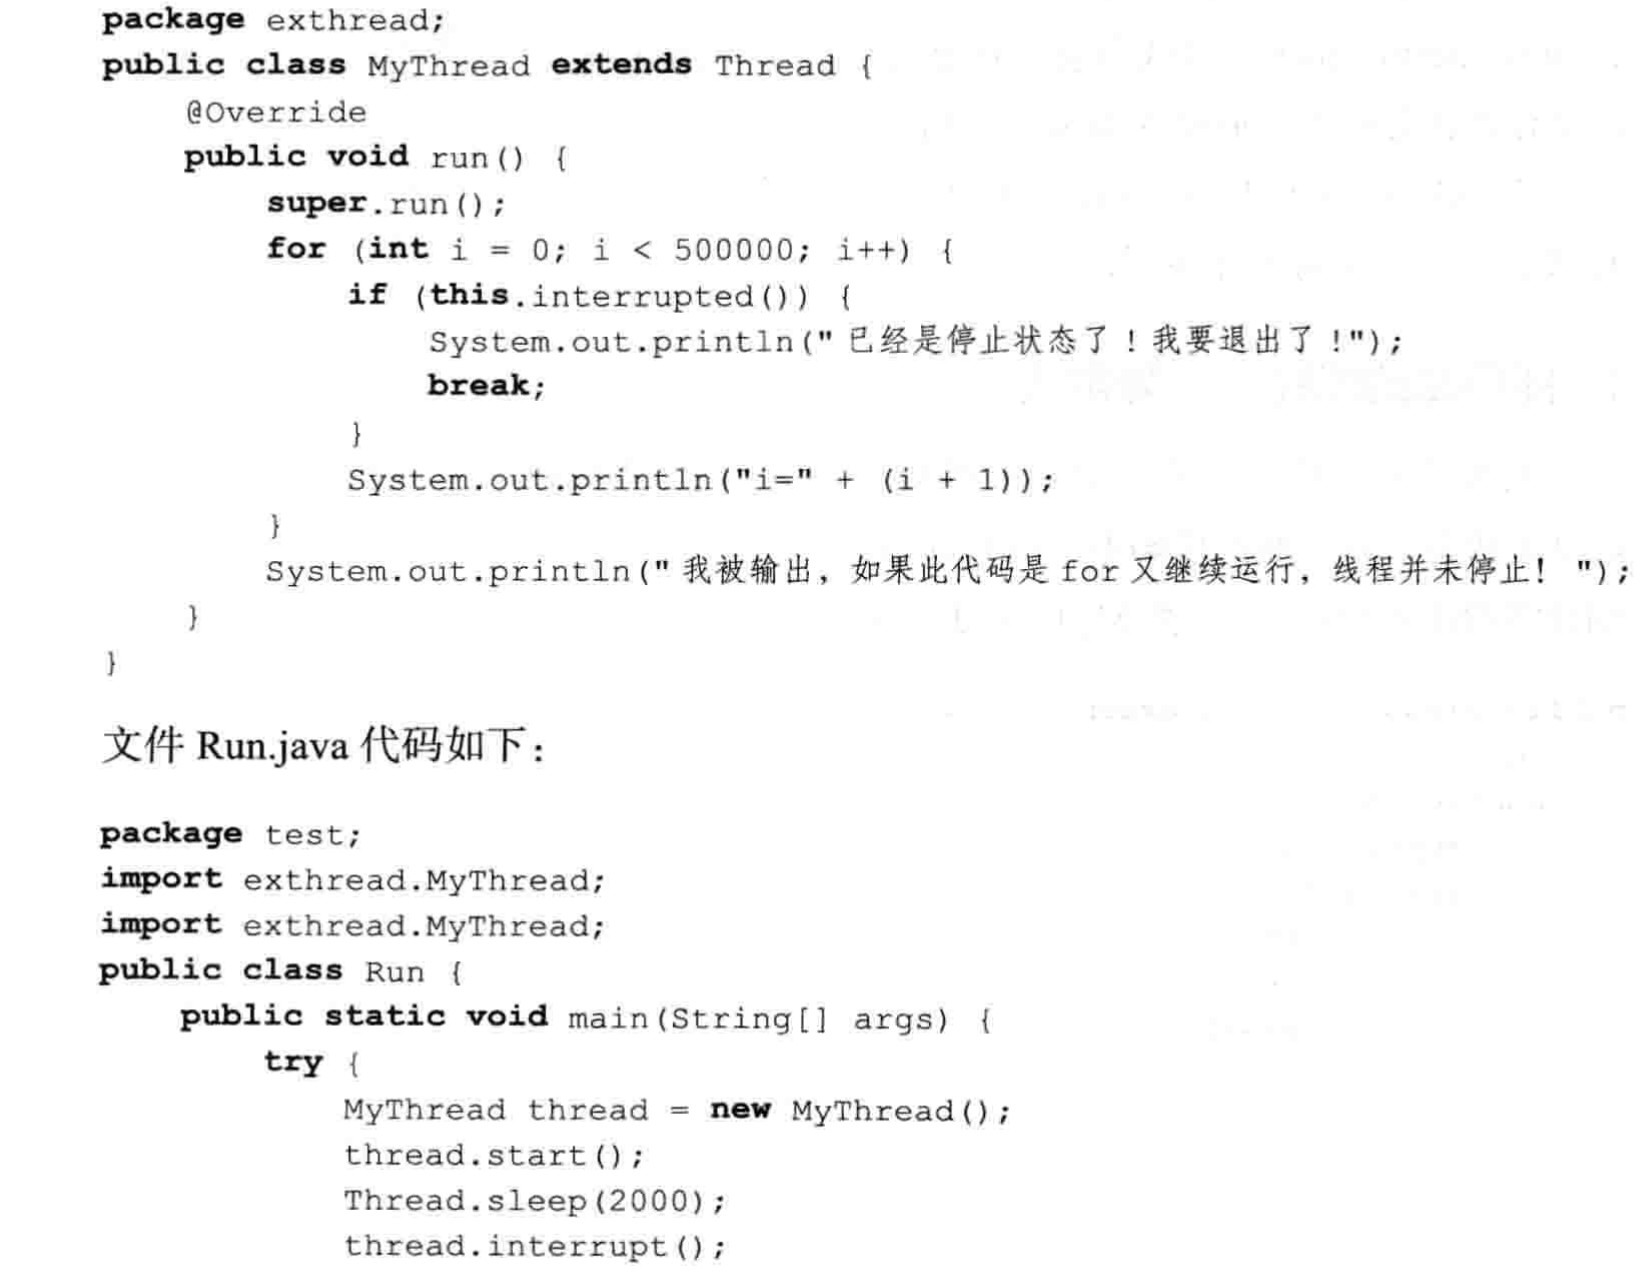 package exthread;
public class MyThread extends Thread {
@Override
public void run() {
super.run();
for (int i = 0; i < 500000; i++) {
if (this.interrupted()) {
System.out.println("已经是停止状态了！我要退出了！");
break;
}
System.out.println("i=" + (i + 1));
}
System.out.println("我被输出，如果此代码是 for 又继续运行，线程并未停止！");
}
}
文件 Run.java 代码如下：
package test;
import exthread.MyThread;
import exthread.MyThread;
public class Run {
public static void main(String[] args) {
try {
MyThread thread = new MyThread();
thread.start();
Thread.sleep(2000);
thread.interrupt();